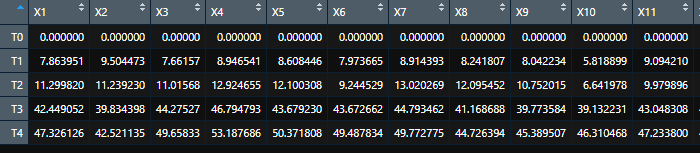 X1 X2 X3 X4 X5 X6 X7 X8 X9 X10 X11
T0 0.000000 0.000000 0.00000 0.000000 0.000000 0.000000 0.000000 0.000000 0.000000 0.000000 0.000000
T1 7.863951 9.504473 7.66157 8.946541 8.608446 7.973665 8.914393 8.241807 8.042234 5.818899 9.094210
T2 11.299820 11.239230 11.01568 12.924655 12.100308 9.244529 13.020269 12.095452 10.752015 6.641978 9.979896
T3 42.449052 39.834398 44.27527 46.794793 43.679230 43.672662 44.793462 41.168688 39.773584 39.132231 43.048308
T4 47.326126 42.521135 49.65833 53.187686 50.371808 49.487834 49.772775 44.726394 45.389507 46.310468 47.233800